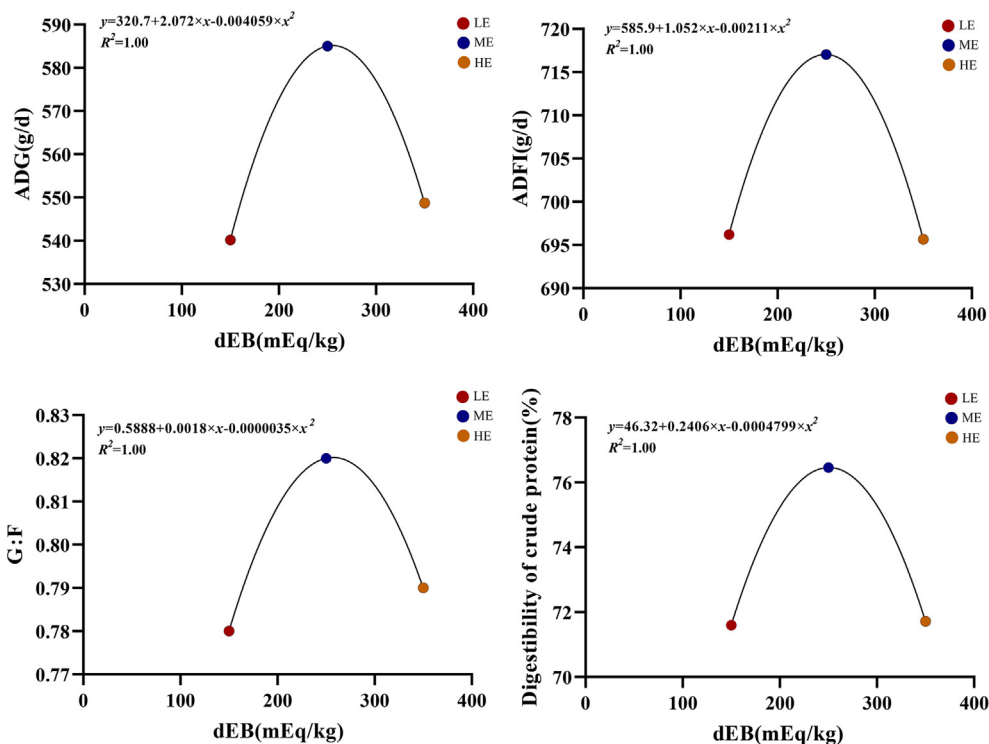 y=320.7+2.072×x-0.004059×x²
R²=1.00
LE
ME
HE
ADG(g/d)
590
580
570
560
550
540
530
0 100 200 300 400
dEB(mEq/kg)
y=585.9+1.052×x-0.00211×x²
R²=1.00
LE
ME
HE
ADFI(g/d)
720
715
710
705
700
695
690
0 100 200 300 400
dEB(mEq/kg)
y=0.5888+0.0018×x-0.0000035×x²
R²=1.00
LE
ME
HE
G:F
0.83
0.82
0.81
0.80
0.79
0.78
0.77
0 100 200 300 400
dEB(mEq/kg)
y=46.32+0.2406×x-0.0004799×x²
R²=1.00
LE
ME
HE
Digestibility of crude protein(%)
78
76
74
72
70
0 100 200 300 400
dEB(mEq/kg)